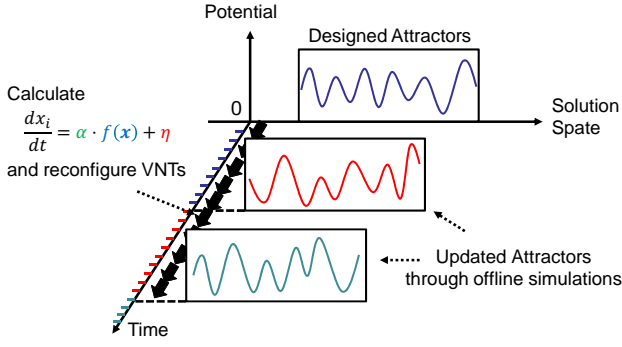 Potential
Designed Attractors
Calculate
0
Solution
Spate
dx_i/dt = α · f(x) + η
and reconfigure VNTs
Updated Attractors
through offline simulations
Time